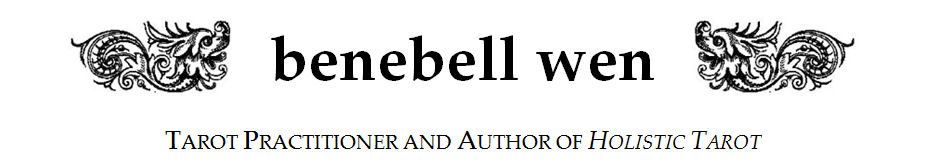 benebell wen
Tarot Practitioner and Author of Holistic Tarot